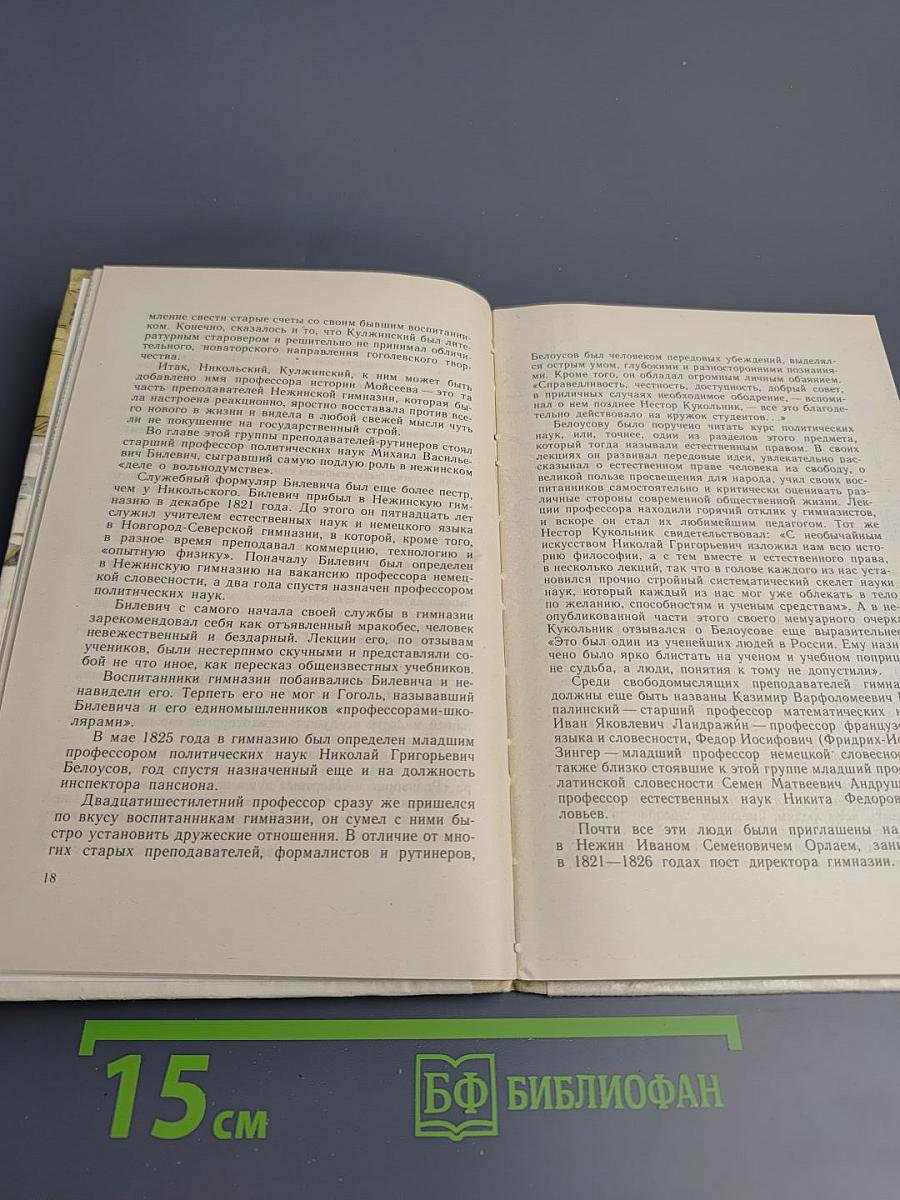 мление свести старые счеты со своим бывшим воспитанни-
ком. Конечно, сказалось и то, что Кулжинский был лите-
ратурным старовером и решительно не принимал обличи-
тельного, новаторского направления гоголевского твор-
чества.
Итак, Никольский, Кулжинский, к ним может быть
добавлено имя профессора истории Мойсеева — это та
часть преподавателей Нежинской гимназии, которая бы-
ла настроена реакционно, яростно восставала против все-
го нового в жизни и видела в любой свежей мысли чуть
ли не покушение на государственный строй.
Во главе этой группы преподавателей-рутинеров стоял
старший профессор политических наук Михаил Василье-
вич Билевич, сыгравший самую подлую роль в нежинском
«деле о вольнодумстве».
Служебный формуляр Билевича был еще более пестр,
чем у Никольского. Билевич прибыл в Нежинскую гим-
назию в декабре 1821 года. До этого он пятнадцать лет
служил учителем естественных наук и немецкого языка
в Новгород-Северской гимназии, в которой, кроме того,
в разное время преподавал коммерцию, технологию и
«опытную физику». Поначалу Билевич был определен
в Нежинскую гимназию на вакансию профессора немец-
кой словесности, а два года спустя назначен профессором
политических наук.
Билевич с самого начала своей службы в гимназии
зарекомендовал себя как отъявленный мракобес, человек
невежественный и бездарный. Лекции его, по отзывам
учеников, были нестерпимо скучными и представляли со-
бой не что иное, как пересказ общеизвестных учебников.
Воспитанники гимназии побаивались Билевича и не-
навидели его. Терпеть его не мог и Гоголь, называвший
Билевича и его единомышленников «профессорами-шко-
лярами».
В мае 1825 года в гимназию был определен младшим
профессором политических наук Николай Григорьевич
Белоусов, год спустя назначенный еще и на должность
инспектора пансиона.
Двадцатишестилетний профессор сразу же пришелся
по вкусу воспитанникам гимназии, он сумел с ними бы-
стро установить дружеские отношения. В отличие от мно-
гих старых преподавателей, формалистов и рутинеров,
18
Белоусов был человеком передовых убеждений, выделял-
ся острым умом, глубокими и разносторонними познания-
ми. Кроме того, он обладал огромным личным обаянием.
«Справедливость, честность, доступность, добрый совет,
в приличных случаях необходимое ободрение, — вспоми-
нал о нем позднее Нестор Кукольник, — все это благоде-
тельно действовало на кружок студентов...»
Белоусову было поручено читать курс политических
наук, или, точнее, один из разделов этого предмета,
который тогда называли естественным правом. В своих
лекциях он развивал передовые идеи, увлекательно рас-
сказывал о естественном праве человека на свободу, о
великой пользе просвещения для народа, учил своих вос-
питанников самостоятельно и критически оценивать раз-
личные стороны современной общественной жизни. Лек-
ции профессора находили горячий отклик у гимназистов,
и вскоре он стал их любимейшим педагогом. Тот же
Нестор Кукольник свидетельствовал: «С необычайным
искусством Николай Григорьевич изложил нам всю исто-
рию философии, а с тем вместе и естественного права,
в несколько лекций, так что в голове каждого из нас уста-
новился прочно стройный систематический скелет науки
наук, который каждый из нас мог уже облекать в тело
по желанию, способностям и ученым средствам». А в не-
опубликованной части этого своего мемуарного очерка
Кукольник отзывался о Белоусове еще выразительнее
«Это был один из ученейших людей в России. Ему назн
чено было ярко блистать на ученом и учебном поприщ
не судьба, а люди, понятия к тому не допустили».
Среди свободомыслящих преподавателей гимна
должны еще быть названы Казимир Варфоломеевич
палинский — старший профессор математических н
Иван Яковлевич Ландражин — профессор француз
языка и словесности, Федор Иосифович (Фридрих-Ио
Зингер — младший профессор немецкой словеснос
также близко стоявшие к этой группе младший про
латинской словесности Семен Матвеевич Андрущ
профессор естественных наук Никита Федоров
ловьев.
Почти все эти люди были приглашены на
в Нежин Иваном Семеновичем Орлаем, зани
в 1821—1826 годах пост директора гимназии.
15 см
БФ БИБЛИОФАН